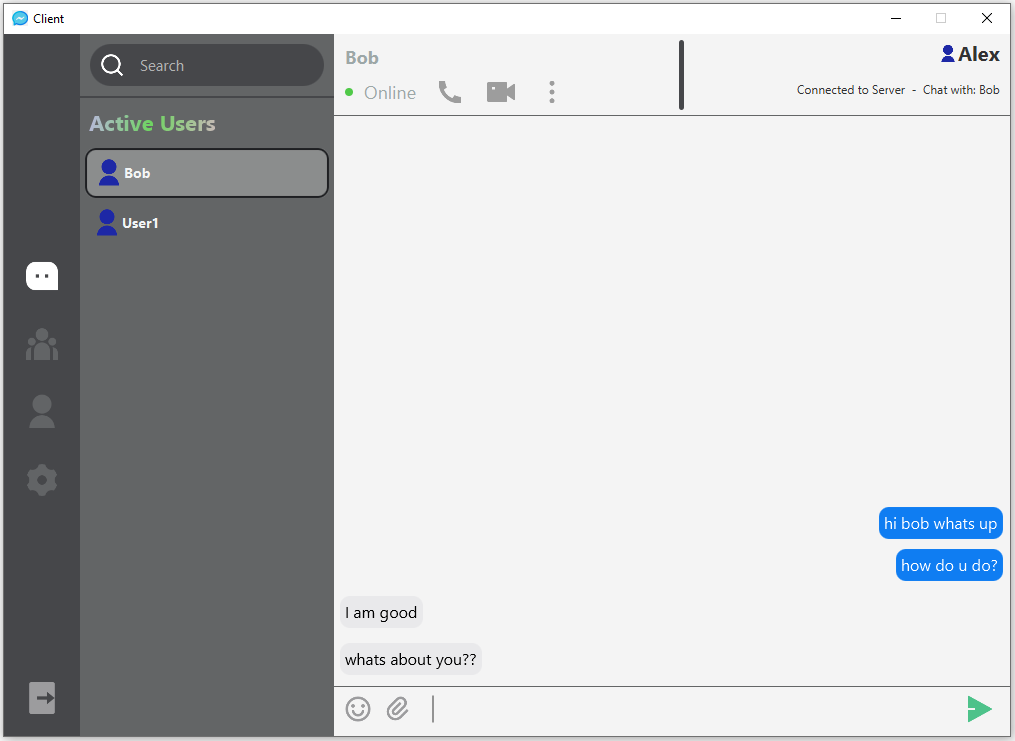 Client
Search
Active Users
Bob
User1
Bob
Online
Alex
Connected to Server - Chat with: Bob
hi bob whats up
how do u do?
I am good
whats about you??